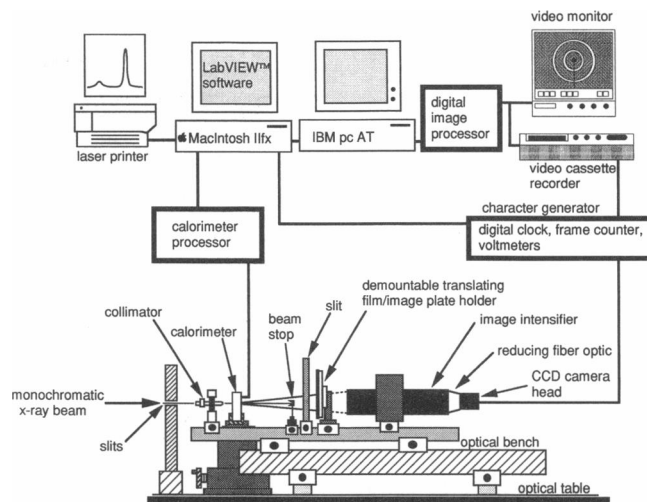 video monitor
LabVIEW™
software
digital
image
processor
MacIntosh IIfx
IBM pc AT
laser printer
video cassette
recorder
character generator
calorimeter
processor
digital clock, frame counter,
voltmeters
demountable translating
film/image plate holder
slit
collimator
beam
stop
calorimeter
image intensifier
reducing fiber optic
CCD camera
head
monochromatic
x-ray beam
slits
optical bench
optical table